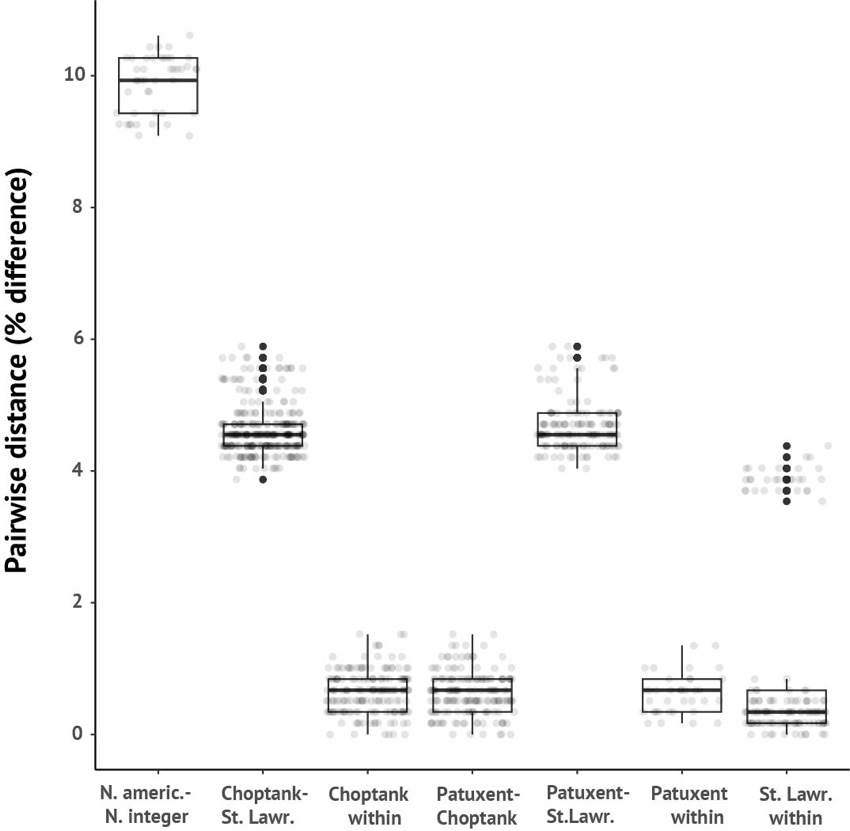 Pairwise distance (% difference)
10
8
6
4
2
0
N. americ.-
N. integer
Choptank-
St. Lawr.
Choptank
within
Patuxent-
Choptank
Patuxent-
St.Lawr.
Patuxent
within
St. Lawr.
within